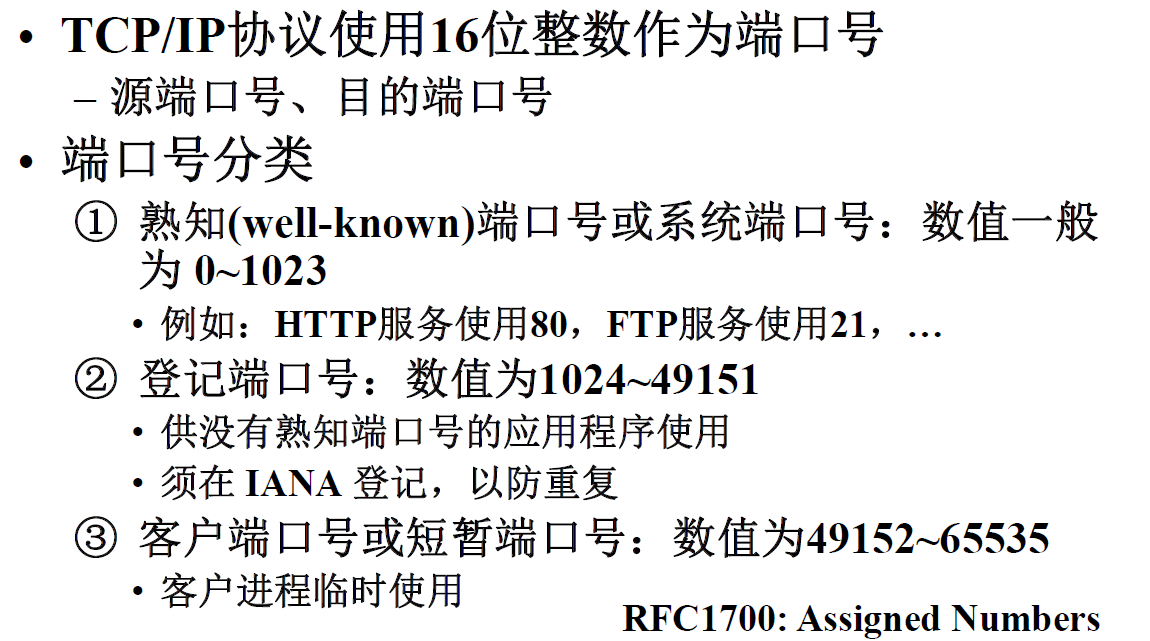 • TCP/IP协议使用16位整数作为端口号
– 源端口号、目的端口号
• 端口号分类
① 熟知(well-known)端口号或系统端口号：数值一般
为 0~1023
• 例如：HTTP服务使用80，FTP服务使用21，…
② 登记端口号：数值为1024~49151
• 供没有熟知端口号的应用程序使用
• 须在 IANA 登记，以防重复
③ 客户端口号或短暂端口号：数值为49152~65535
• 客户进程临时使用
RFC1700: Assigned Numbers